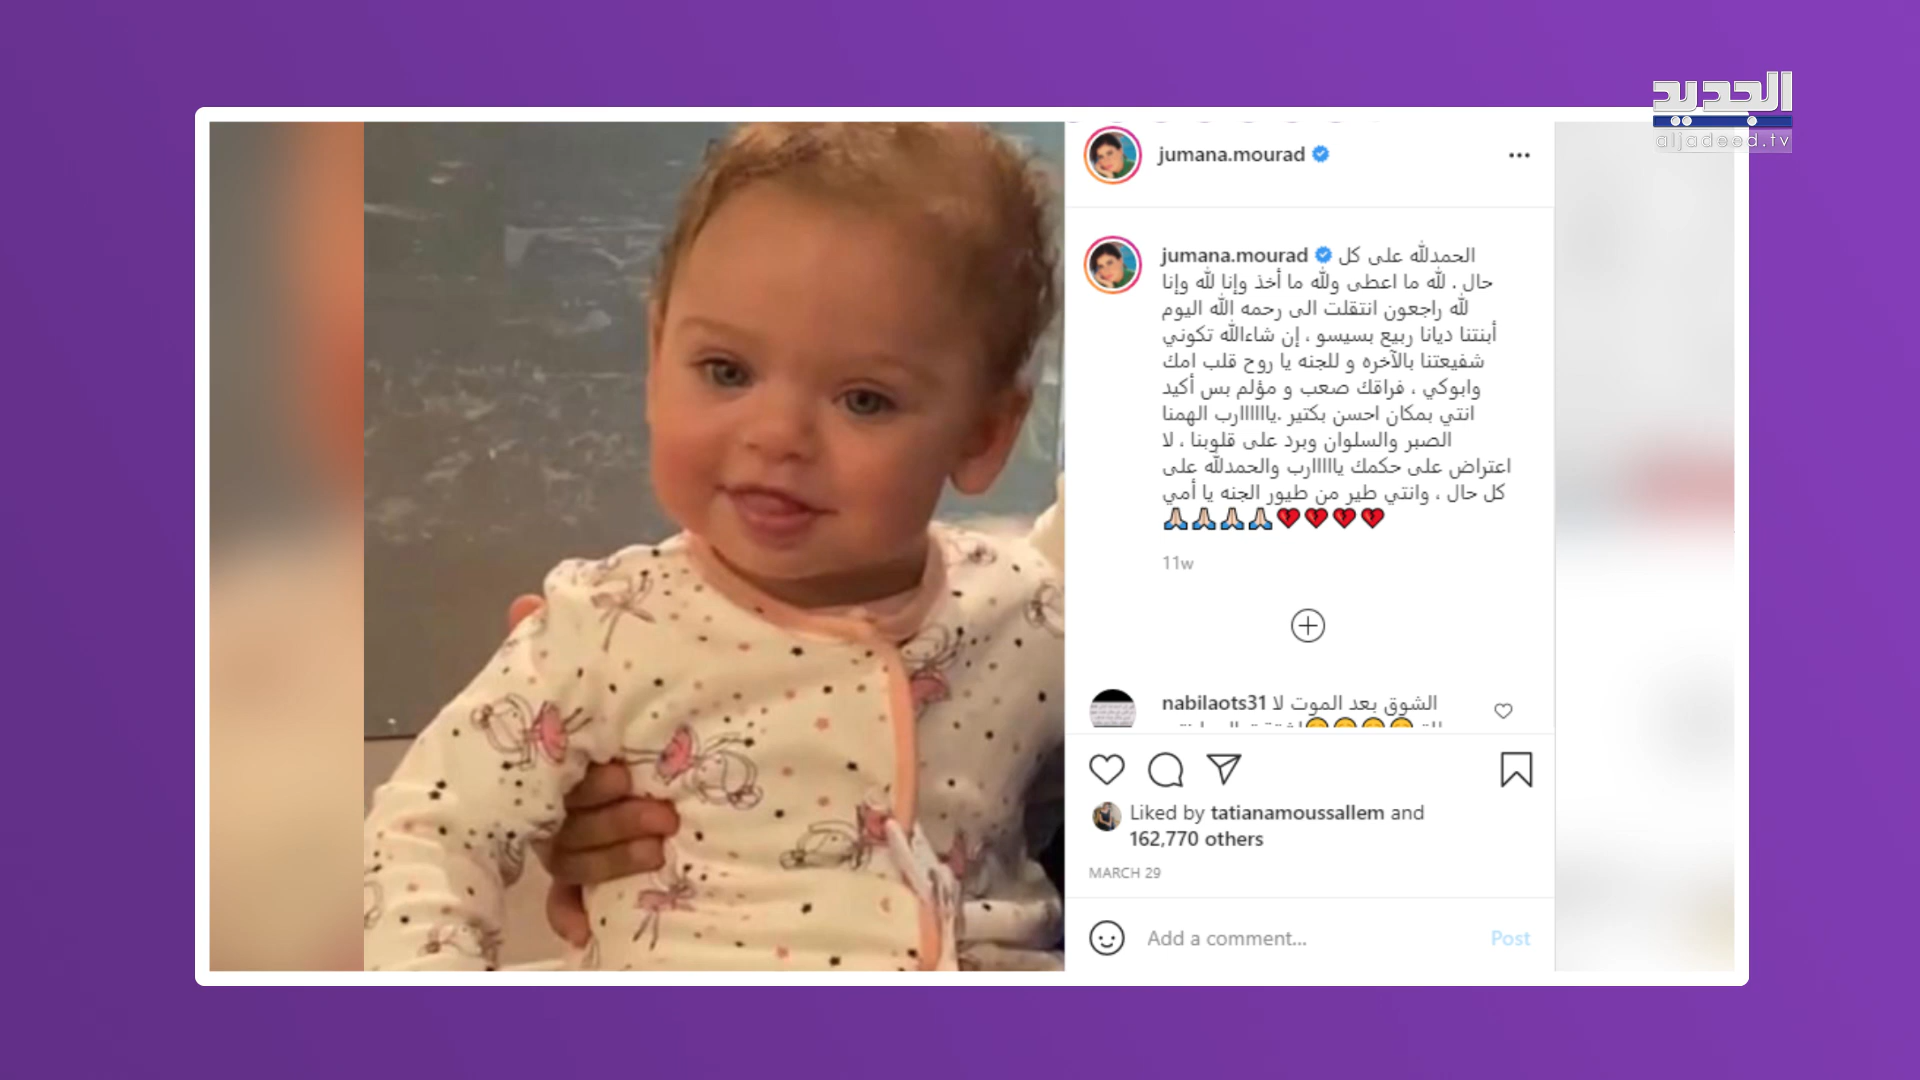 الجديد
aljadeed.tv
jumana.mourad
jumana.mourad الحمدلله على كل
حال . لله ما اعطى ولله ما أخذ وإنا لله وإنا
لله راجعون انتقلت الى رحمه الله اليوم
أبنتنا ديانا ربيع بسيسو ، إن شاءالله تكوني
شفيعتنا بالآخره و للجنه يا روح قلب امك
وابوكي ، فراقك صعب و مؤلم بس أكيد
انتي بمكان احسن بكتير .ياااااارب الهمنا
الصبر والسلوان وبرد على قلوبنا ، لا
اعتراض على حكمك يااااارب والحمدلله على
كل حال ، وانتي طير من طيور الجنه يا أمي
🙏🏻🙏🏻🙏🏻🙏🏻💔💔💔💔
11w
nabilaots31 الشوق بعد الموت لا
Liked by tatianamoussallem and
162,770 others
MARCH 29
Add a comment...
Post